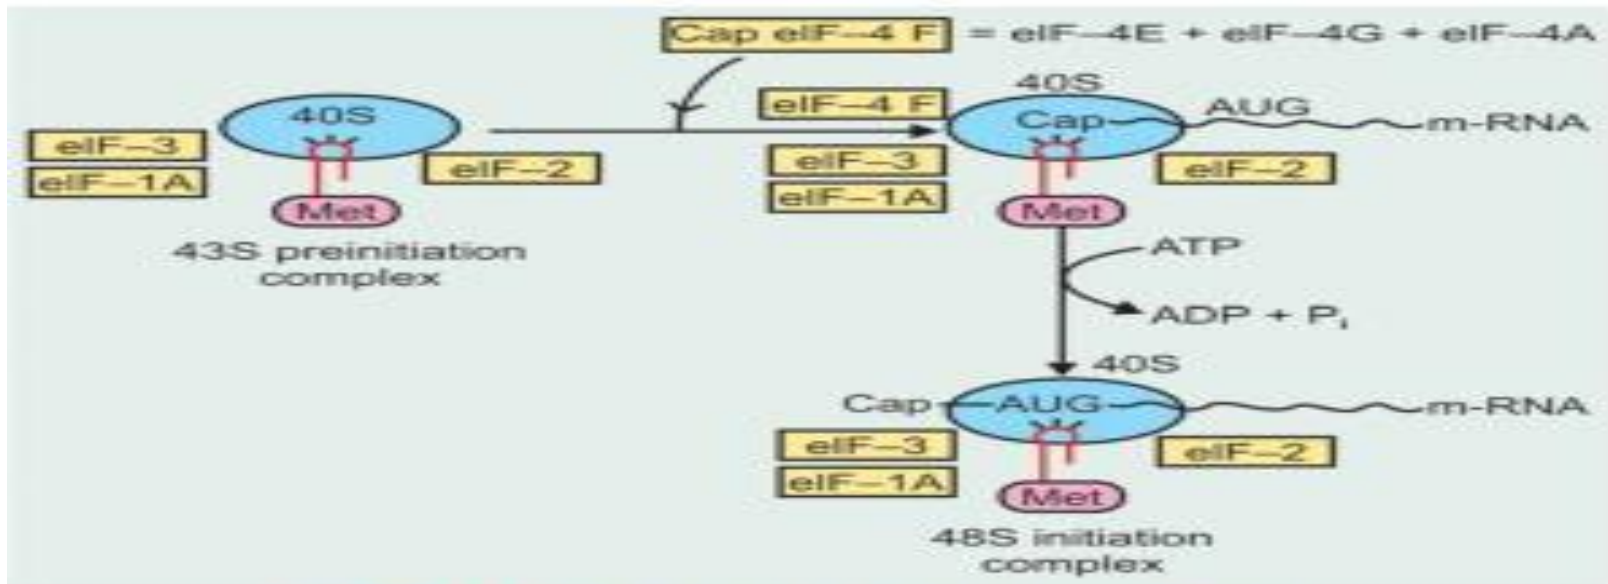 Cap eIF–4 F = eIF–4E + eIF–4G + eIF–4A
40S
eIF–3
eIF–1A
eIF–2
Met
43S preinitiation
complex
eIF–4 F
eIF–3
eIF–1A
40S
Cap
AUG
m-RNA
eIF–2
Met
ATP
ADP + Pi
40S
Cap
AUG
m-RNA
eIF–3
eIF–1A
eIF–2
Met
48S initiation
complex